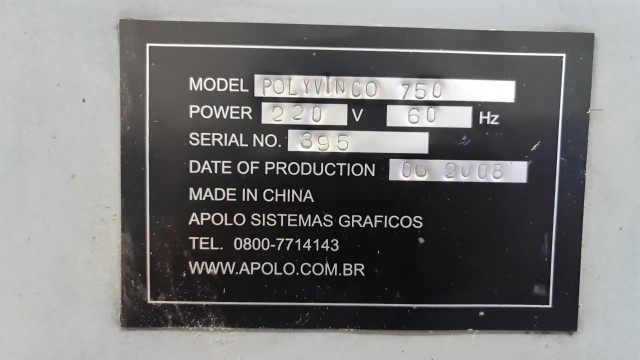 MODEL POLYVINCO 750
POWER 220 V 60 Hz
SERIAL NO. 395
DATE OF PRODUCTION 06 2008
MADE IN CHINA
APOLO SISTEMAS GRAFICOS
TEL. 0800-7714143
WWW.APOLO.COM.BR